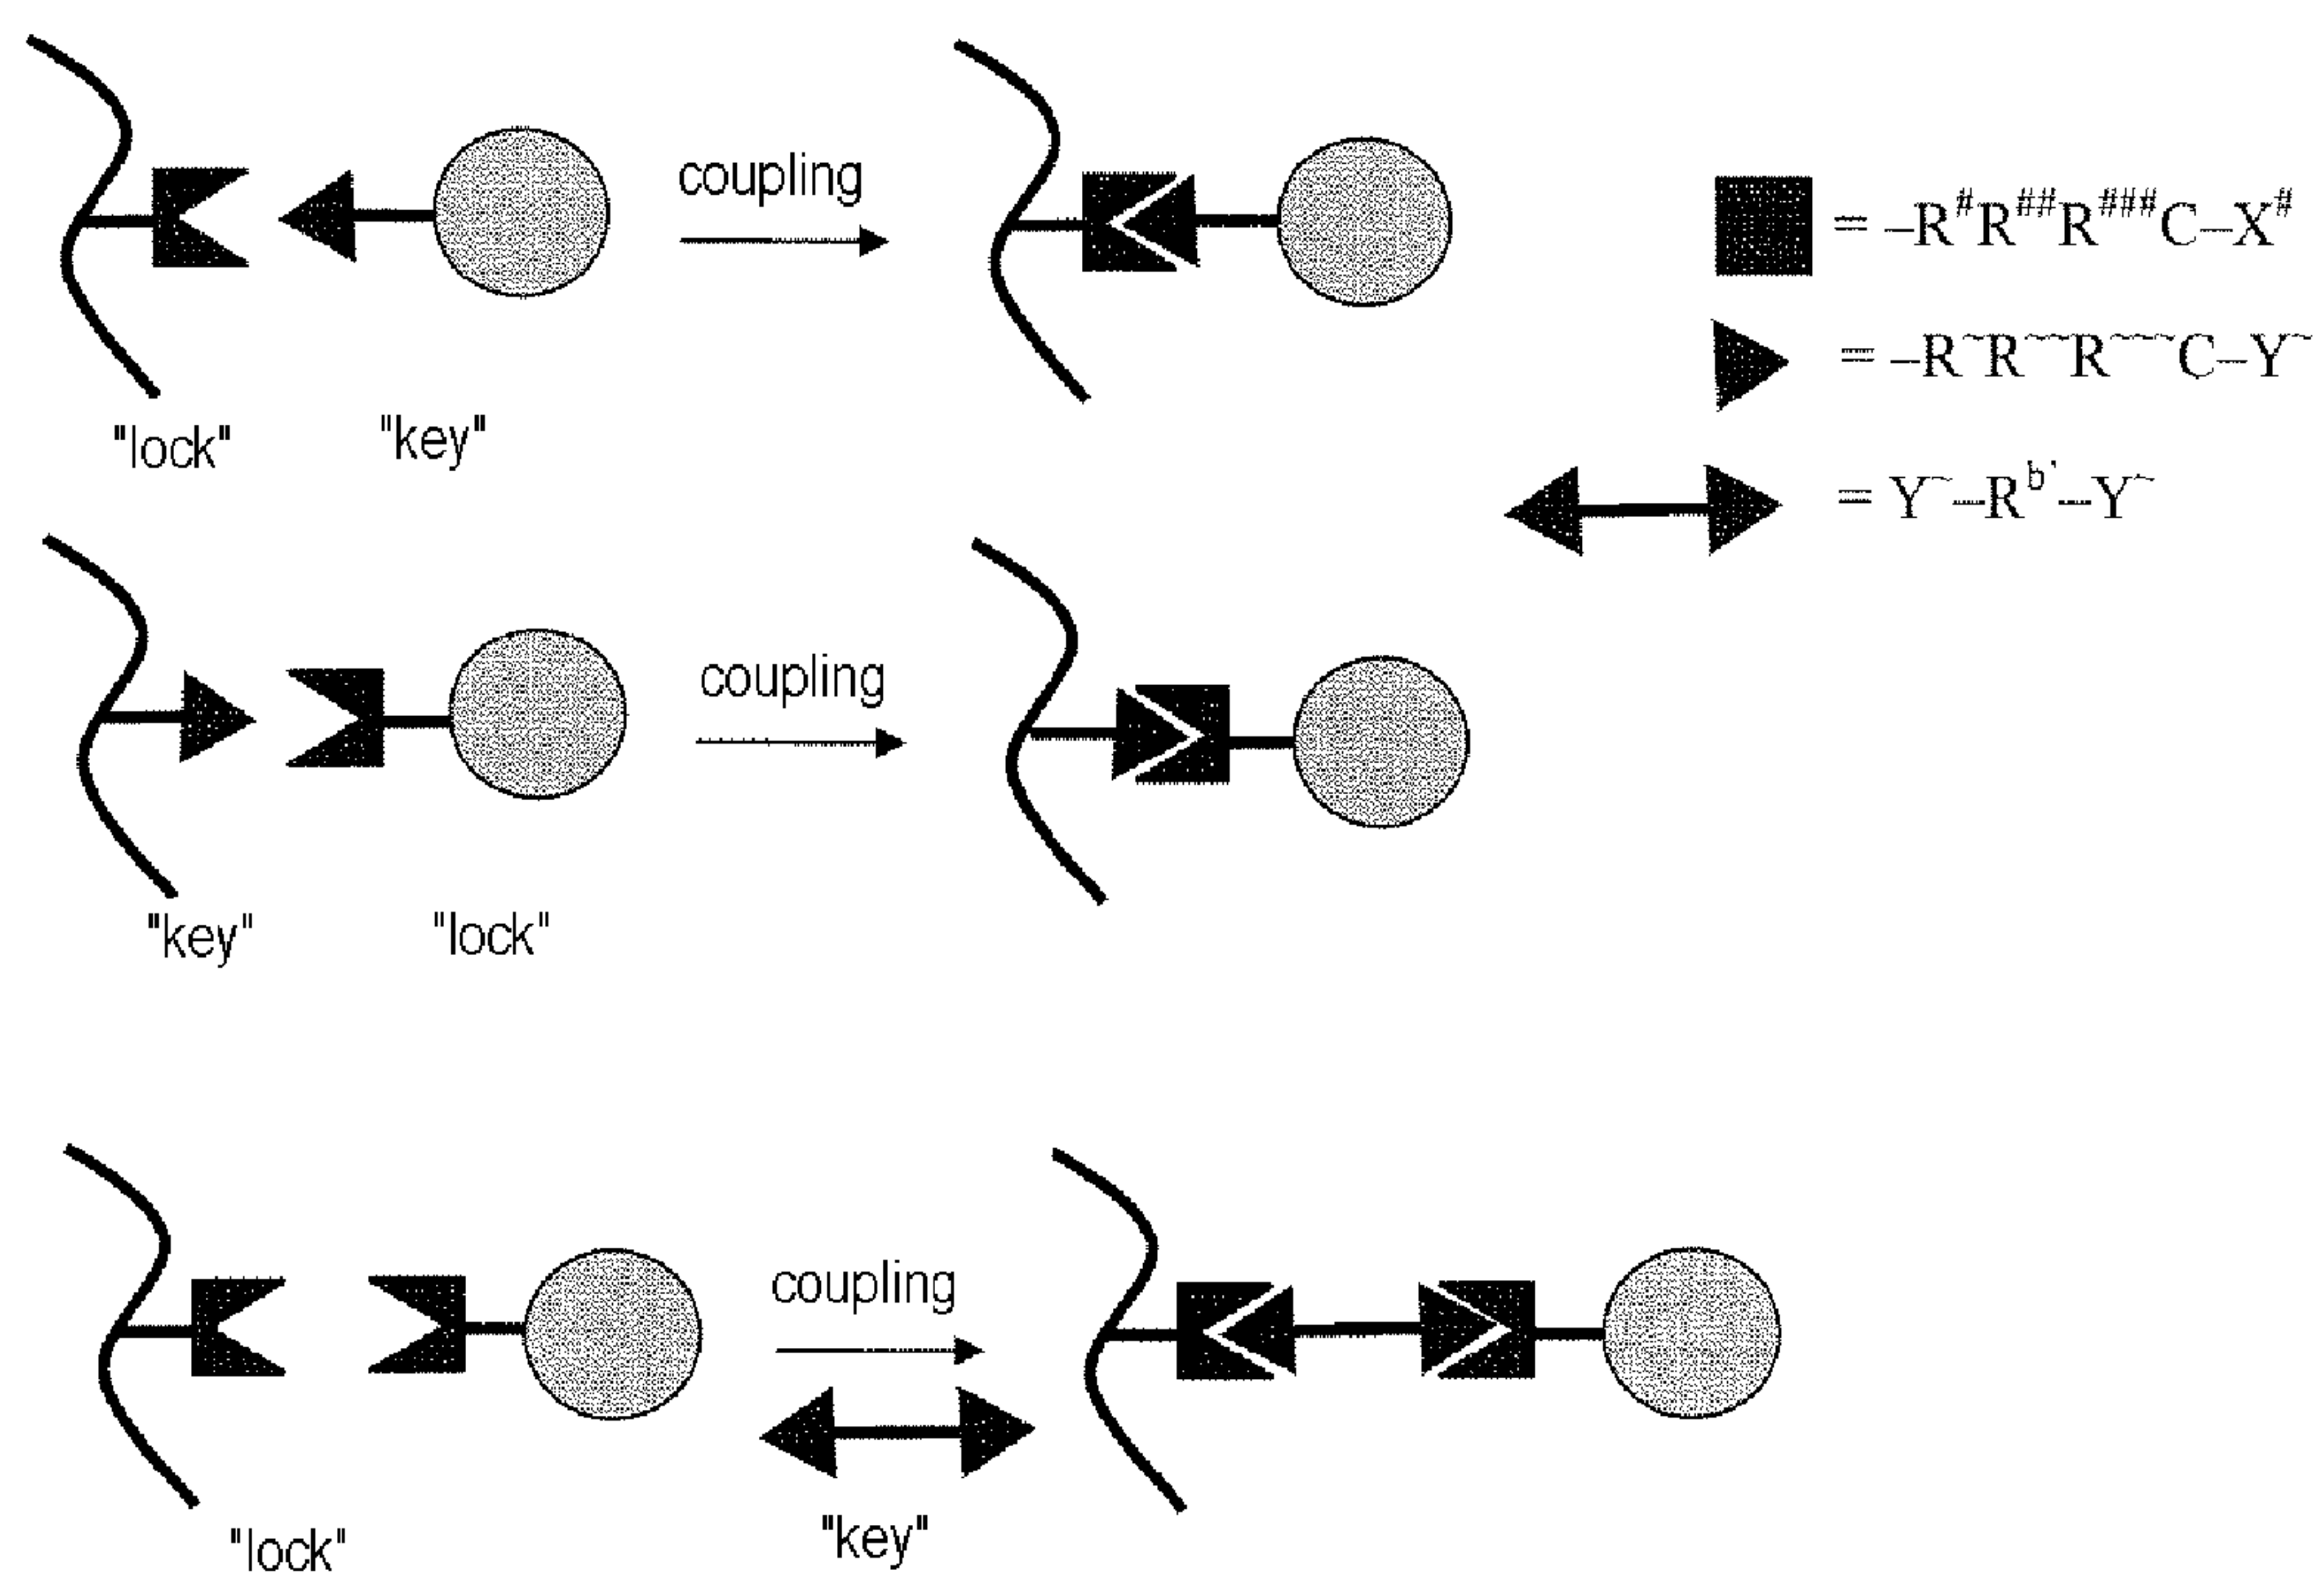 coupling
= –R#R##R###C–X#
"lock" "key"
= –R~R~~R~~~C–Y~
= Y~–Rb'–Y~
coupling
"key" "lock"
coupling
"lock" "key"